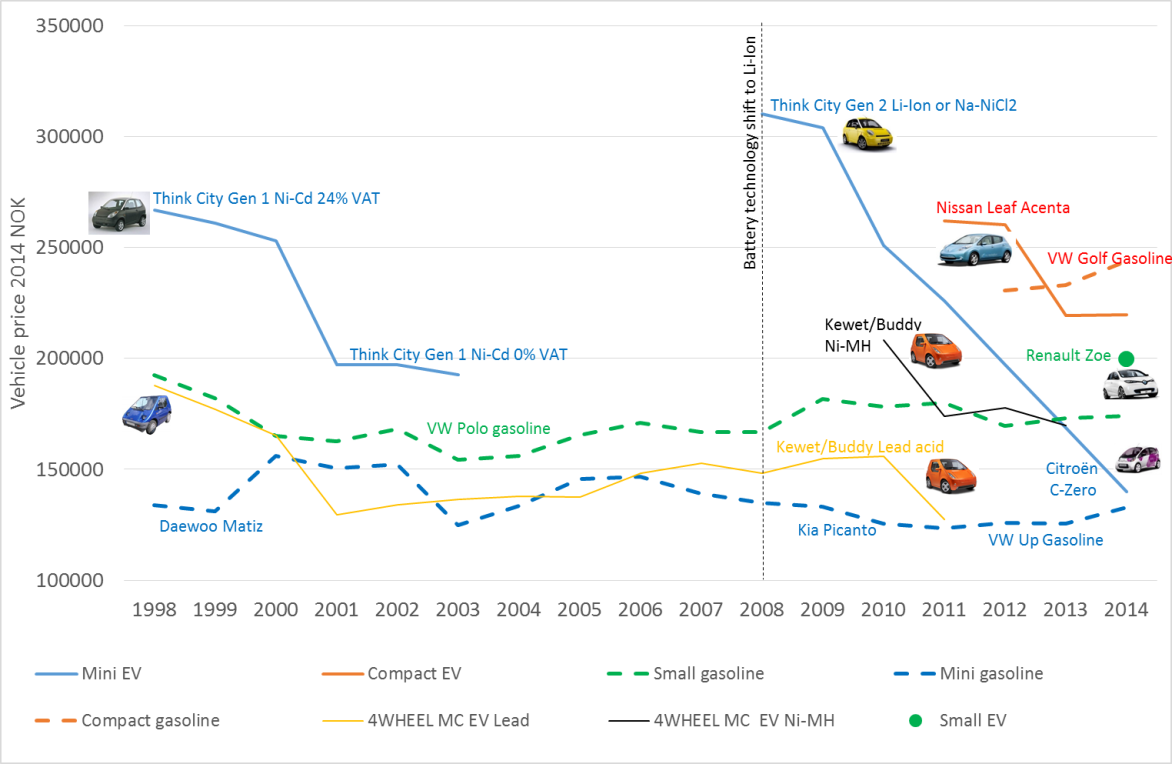 350000
300000
250000
200000
150000
100000
Vehicle price 2014 NOK
Battery technology shift to Li-Ion
Think City Gen 2 Li-Ion or Na-NiCl2
Think City Gen 1 Ni-Cd 24% VAT
Nissan Leaf Acenta
VW Golf Gasoline
Kewet/Buddy
Ni-MH
Think City Gen 1 Ni-Cd 0% VAT
Renault Zoe
VW Polo gasoline
Kewet/Buddy Lead acid
Citroën
C-Zero
Daewoo Matiz
Kia Picanto
VW Up Gasoline
1998 1999 2000 2001 2002 2003 2004 2005 2006 2007 2008 2009 2010 2011 2012 2013 2014
Mini EV Compact EV Small gasoline Mini gasoline
Compact gasoline 4WHEEL MC EV Lead 4WHEEL MC EV Ni-MH Small EV